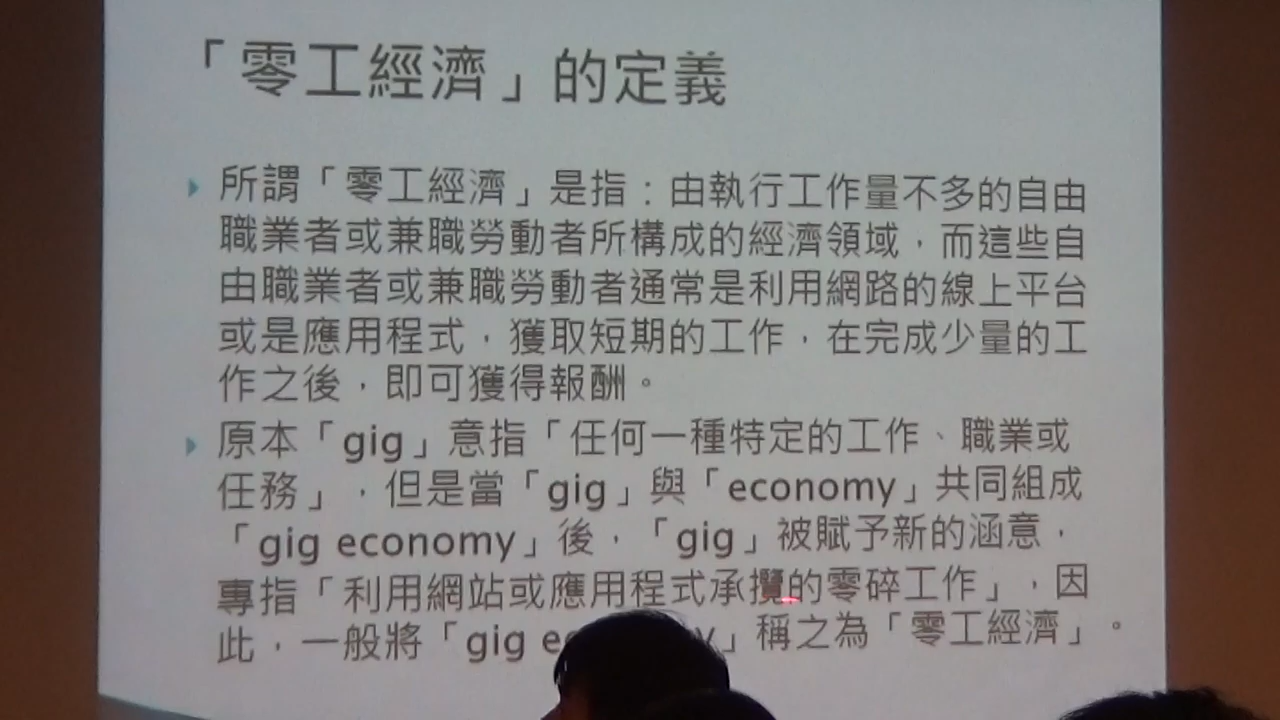 「零工經濟」的定義
所謂「零工經濟」是指：由執行工作量不多的自由
職業者或兼職勞動者所構成的經濟領域，而這些自
由職業者或兼職勞動者通常是利用網路的線上平台
或是應用程式，獲取短期的工作，在完成少量的工
作之後，即可獲得報酬。
原本「gig」意指「任何一種特定的工作、職業或
任務」，但是當「gig」與「economy」共同組成
「gig economy」後，「gig」被賦予新的涵意，
專指「利用網站或應用程式承攬的零碎工作」，因
此，一般將「gig 」稱之為「零工經濟」。